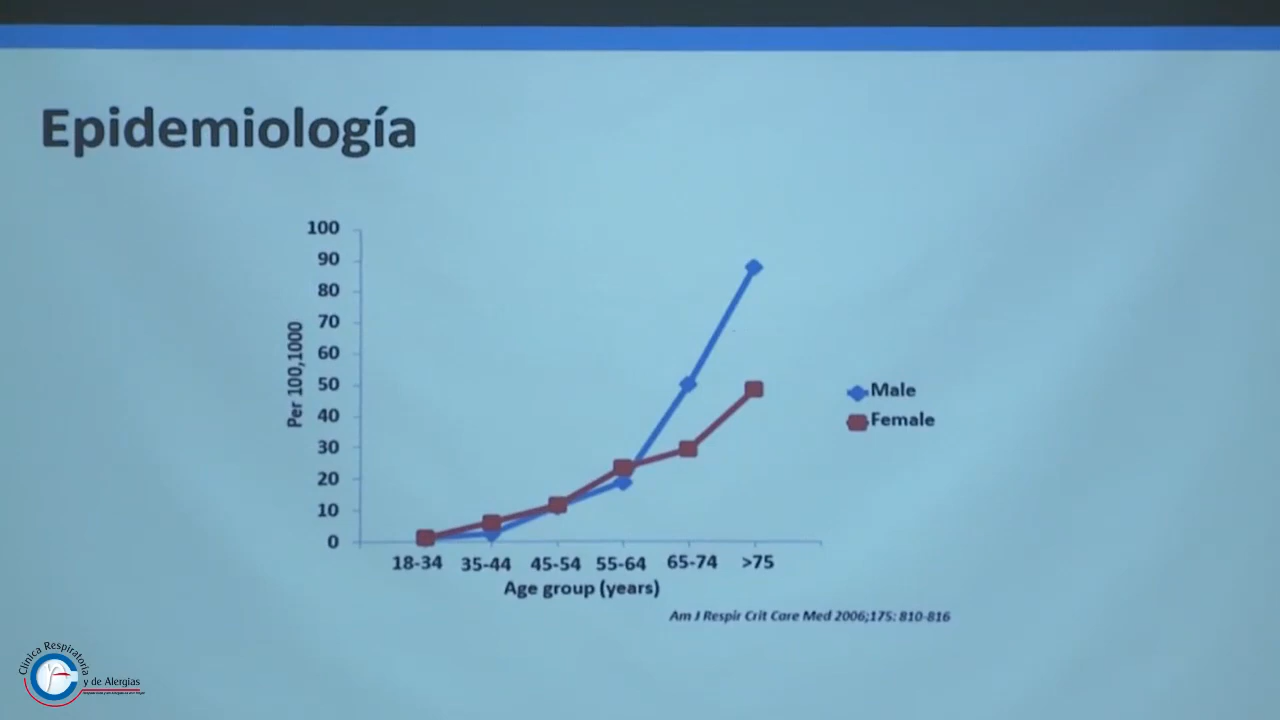 Epidemiología
100
90
80
70
60
50
40
30
20
10
0
Per 100,1000
18-34 35-44 45-54 55-64 65-74 >75
Age group (years)
Male
Female
Am J Respir Crit Care Med 2006;175: 810-816
Clínica Respiratoria
y de Alergias